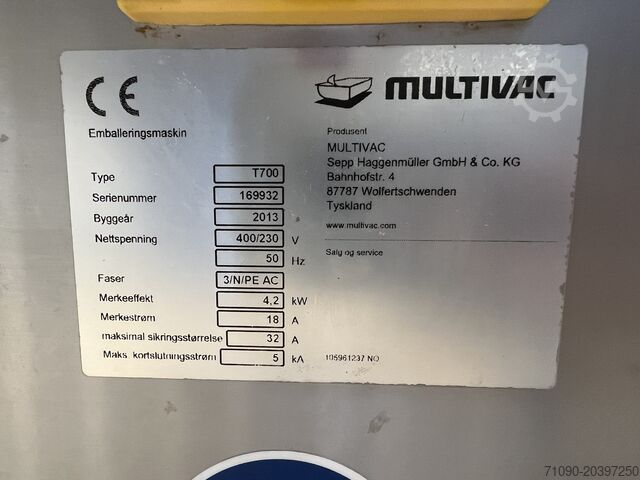 CE
MULTIVAC
Emballeringsmaskin
Type T700
Serienummer 169932
Byggeår 2013
Nettspenning 400/230 V
50 Hz
Faser 3/N/PE AC
Merkeeffekt 4,2 kW
Merkestrøm 18 A
maksimal sikringsstørrelse 32 A
Maks. kortslutningsstrøm 5 kA
Produsent
MULTIVAC
Sepp Haggenmüller GmbH & Co. KG
Bahnhofstr. 4
87787 Wolfertschwenden
Tyskland
www.multivac.com
Salg og service
105961237 NO
71090-20397250